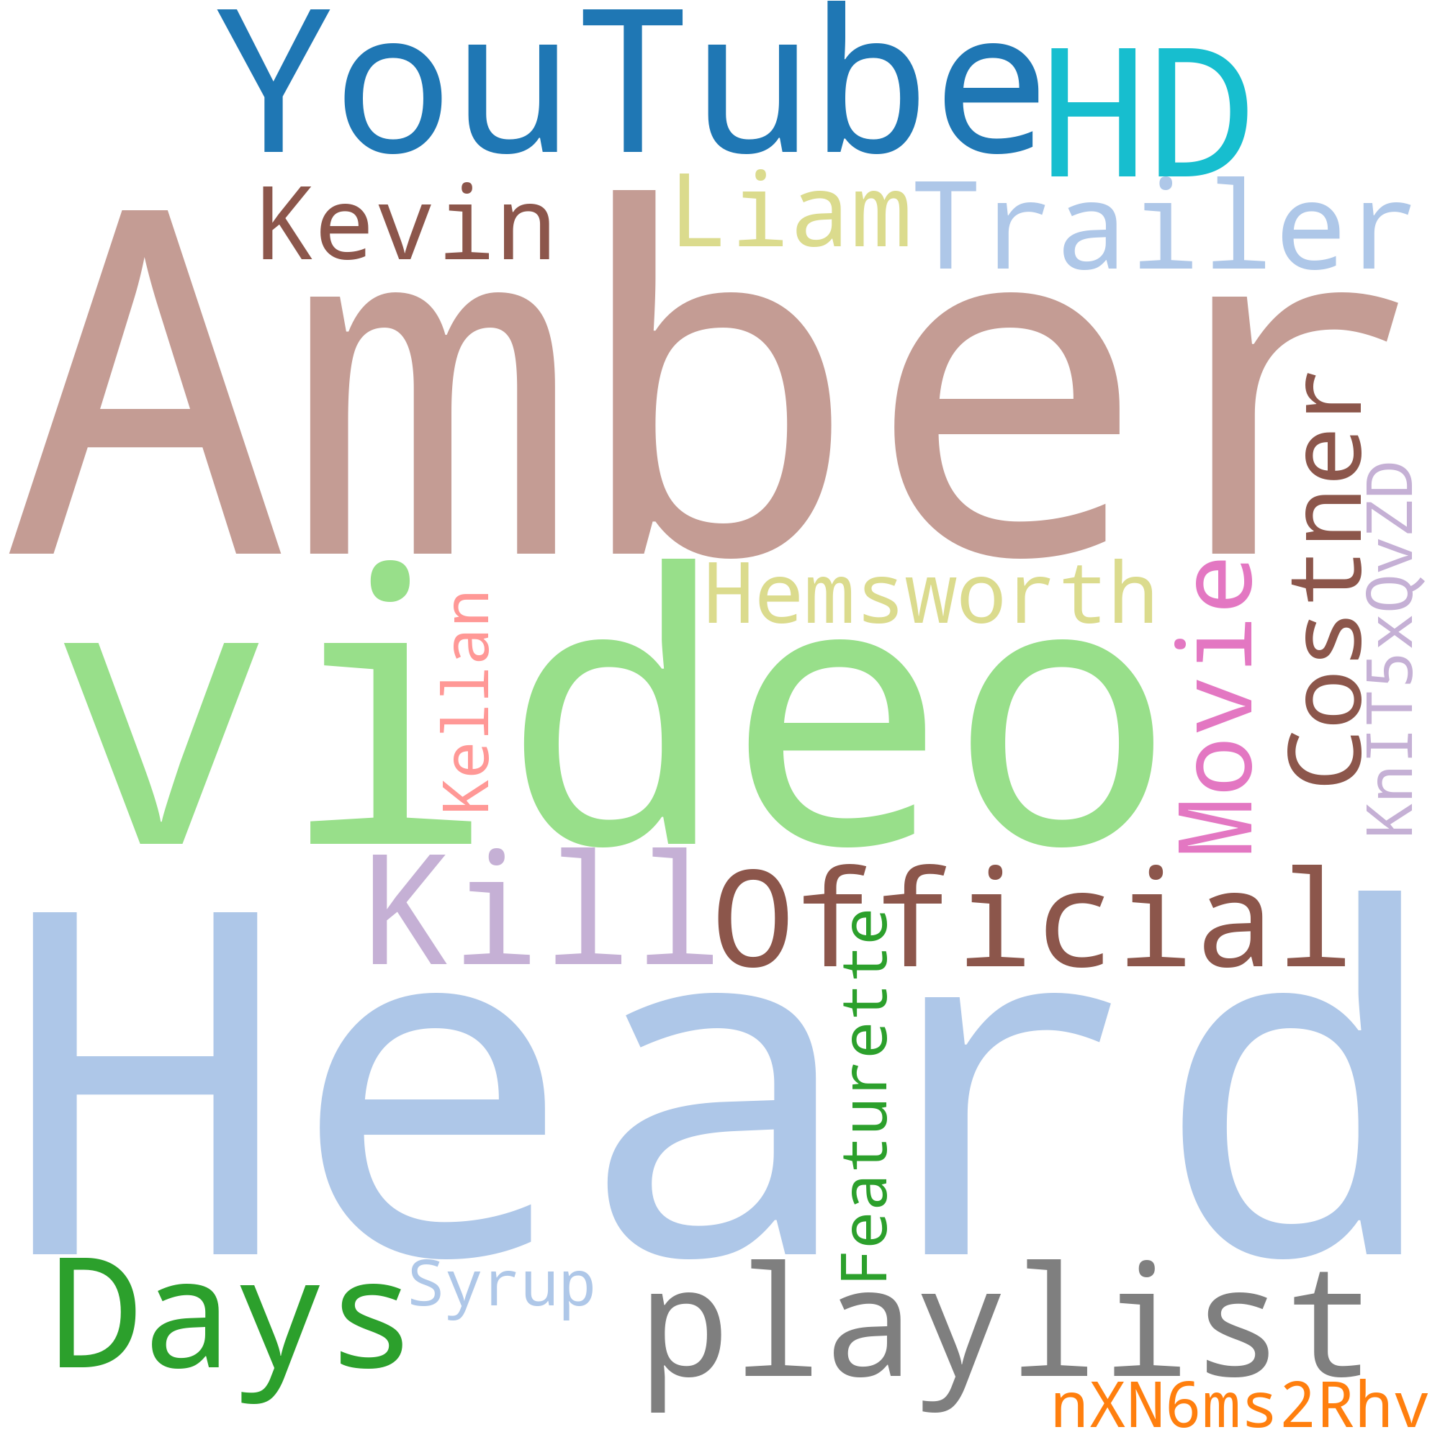 YouTube
HD
Kevin
Liam
Trailer
Amber
Costner
KnIT5xQvZD
video
Kellan
Hemsworth
Movie
Kill
Official
Featurette
Heard
Days
Syrup
playlist
nXN6ms2Rhv